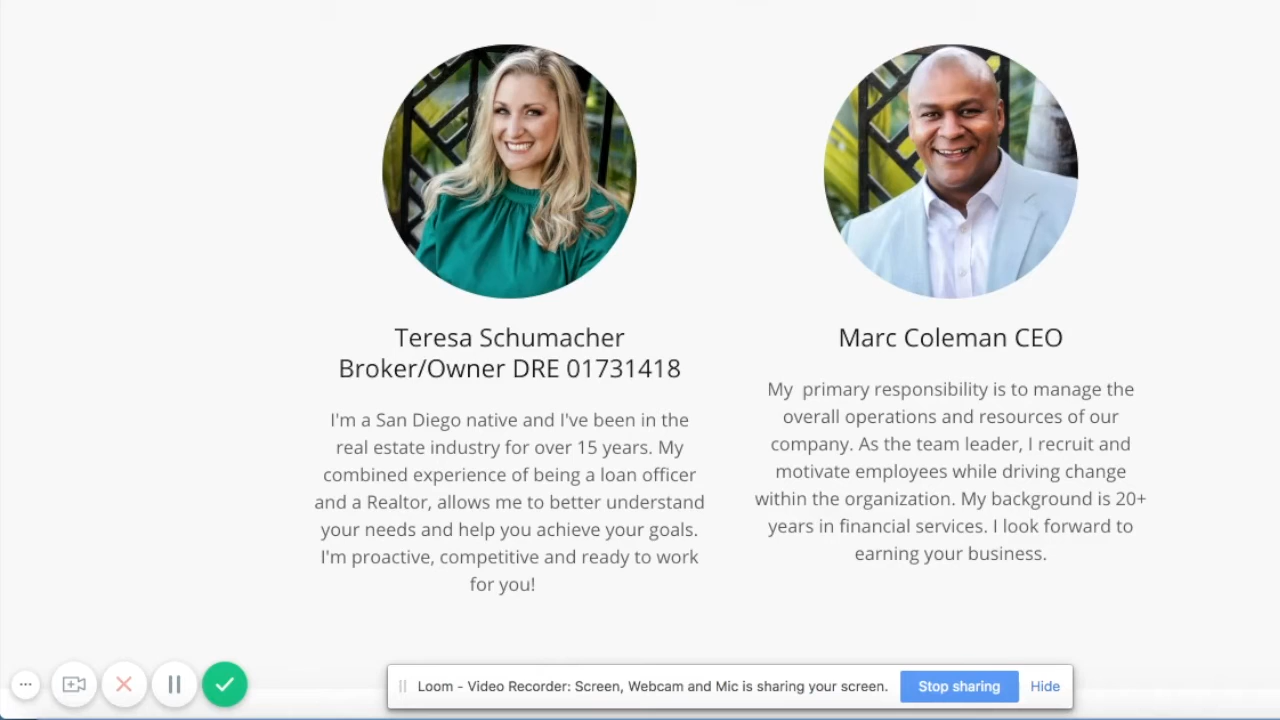 Teresa Schumacher
Broker/Owner DRE 01731418
I'm a San Diego native and I've been in the
real estate industry for over 15 years. My
combined experience of being a loan officer
and a Realtor, allows me to better understand
your needs and help you achieve your goals.
I'm proactive, competitive and ready to work
for you!
Marc Coleman CEO
My  primary responsibility is to manage the
overall operations and resources of our
company. As the team leader, I recruit and
motivate employees while driving change
within the organization. My background is 20+
years in financial services. I look forward to
earning your business.
Loom – Video Recorder: Screen, Webcam and Mic is sharing your screen. Stop sharing Hide